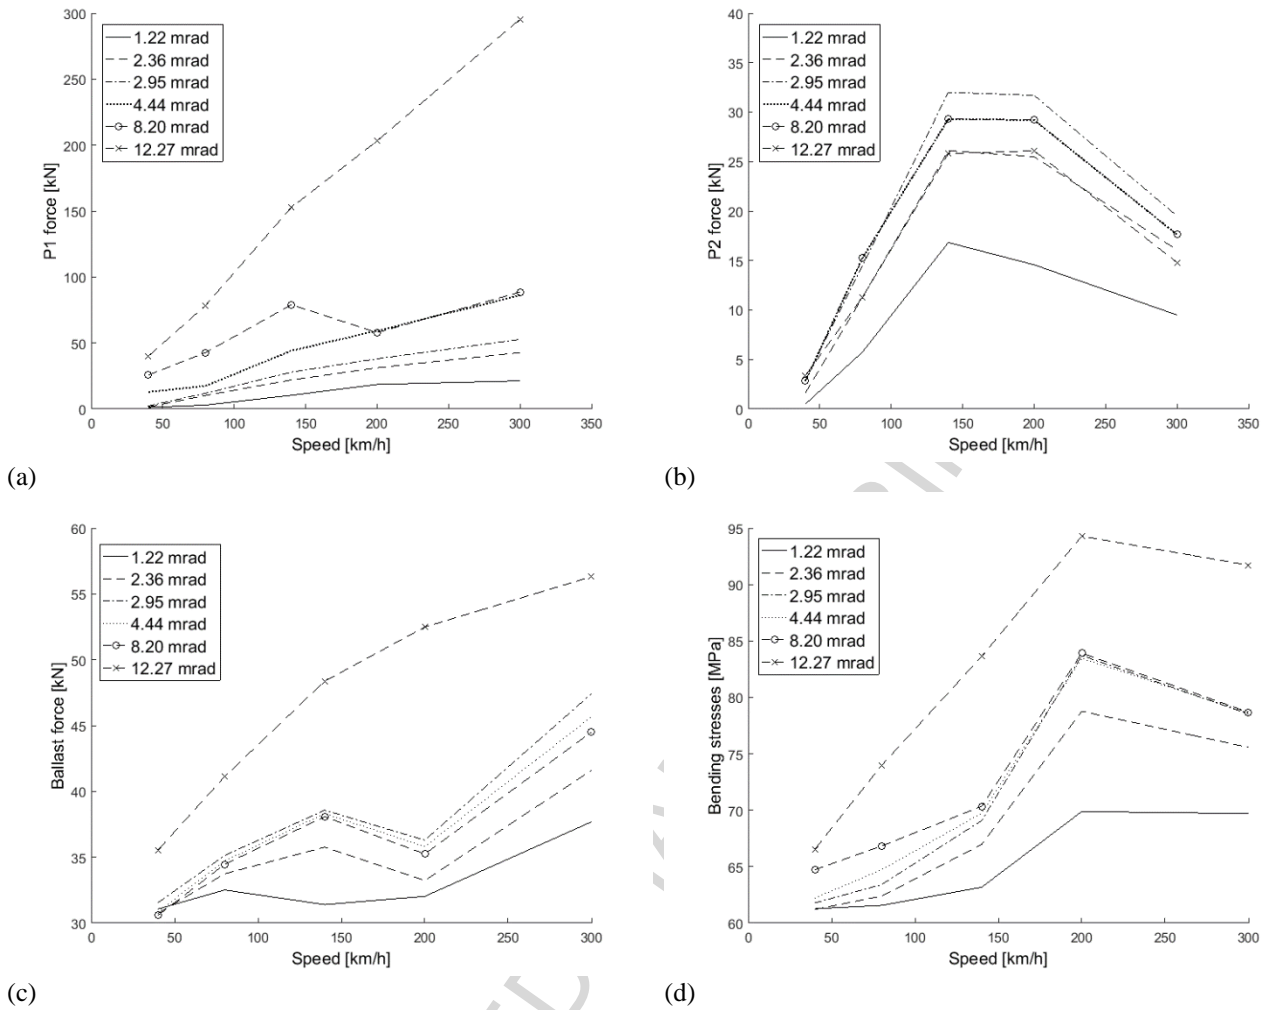 300
250
200
150
100
50
0
P1 force [kN]
1.22 mrad
2.36 mrad
2.95 mrad
4.44 mrad
8.20 mrad
12.27 mrad
0 50 100 150 200 250 300 350
Speed [km/h]
(a)
40
35
30
25
20
15
10
5
0
P2 force [kN]
1.22 mrad
2.36 mrad
2.95 mrad
4.44 mrad
8.20 mrad
12.27 mrad
0 50 100 150 200 250 300 350
Speed [km/h]
(b)
60
55
50
45
40
35
30
Ballast force [kN]
1.22 mrad
2.36 mrad
2.95 mrad
4.44 mrad
8.20 mrad
12.27 mrad
0 50 100 150 200 250 300
Speed [km/h]
(c)
95
90
85
80
75
70
65
60
Bending stresses [MPa]
1.22 mrad
2.36 mrad
2.95 mrad
4.44 mrad
8.20 mrad
12.27 mrad
0 50 100 150 200 250 300
Speed [km/h]
(d)